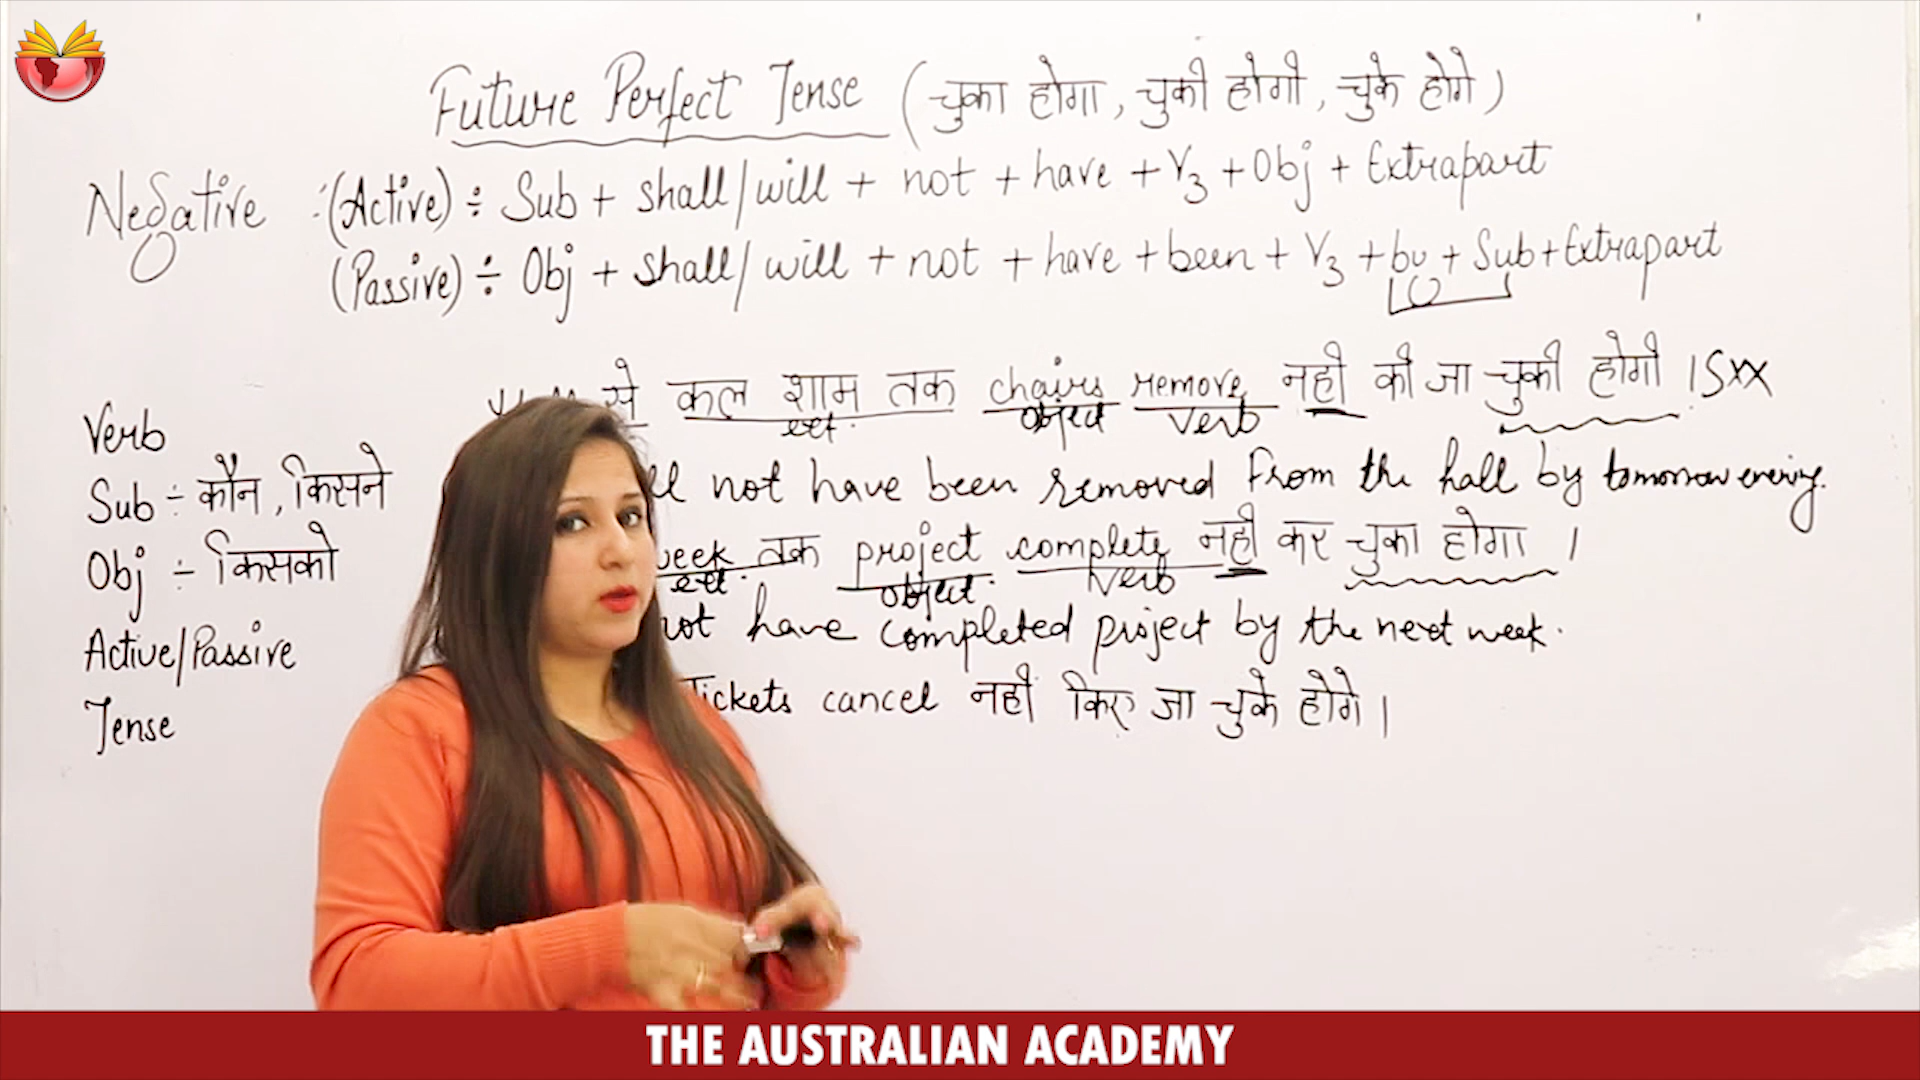 Future Perfect Tense (चुका होगा, चुकी होगी, चुके होगें)
Negative :(Active) ÷ Sub + shall/will + not + have + V3 + Obj + Extrapart
(Passive) ÷ Obj + shall/will + not + have + been + V3 + by + Sub + Extrapart
से कल शाम तक chairs remove नही की जा चुकी होगी । Sxx
ext. object verb
not have been removed from the hall by tomorrow evening.
week तक project complete नही कर चुका होगा ।
ext. object. Verb
not have completed project by the next week.
Tickets cancel नही किए जा चुके होगें ।
Verb
Sub ÷ कौन, किसने
Obj ÷ किसको
Active/Passive
Tense
THE AUSTRALIAN ACADEMY